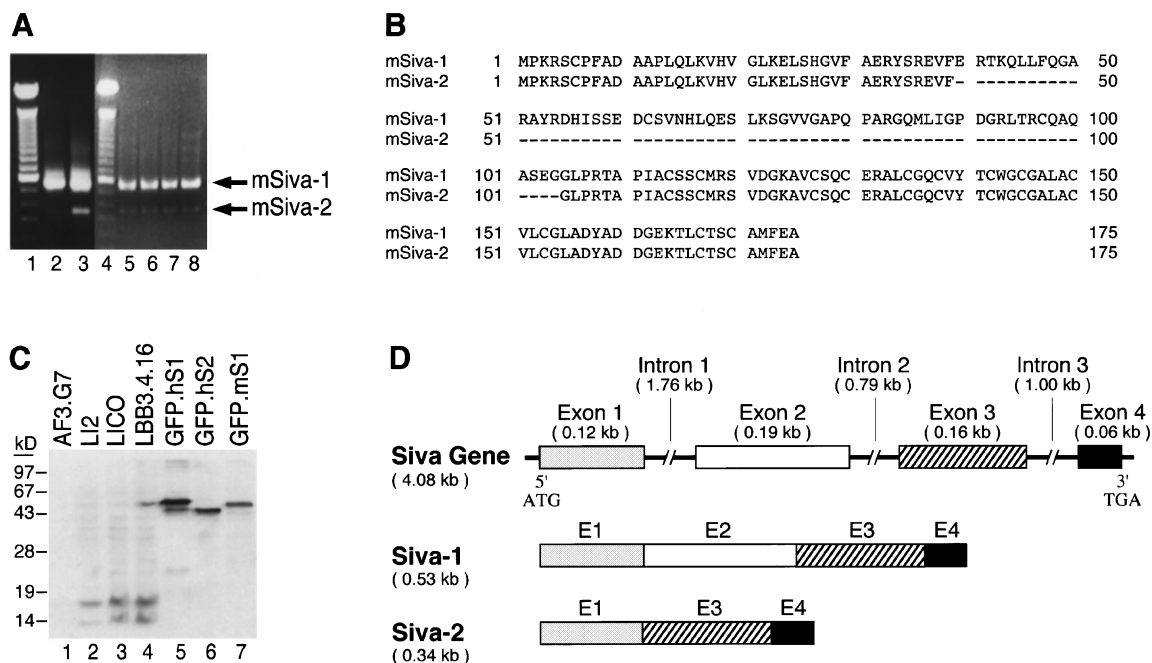 A
mSiva-1
mSiva-2
1 2 3 4 5 6 7 8
B
mSiva-1 1 MPKRSCPFAD AAPLQLKVHV GLKELSHGVF AERYSREVFE RTKQLLFQGA 50
mSiva-2 1 MPKRSCPFAD AAPLQLKVHV GLKELSHGVF AERYSREVF- ---------- 50
mSiva-1 51 RAYRDHISSE DCSVNHLQES LKSGVVGAPQ PARGQMLIGP DGRLTRCQAQ 100
mSiva-2 51 ---------- ---------- ---------- ---------- ---------- 100
mSiva-1 101 ASEGGLPRTA PIACSSCMRS VDGKAVCSQC ERALCGQCVY TCWGCGALAC 150
mSiva-2 101 ----GLPRTA PIACSSCMRS VDGKAVCSQC ERALCGQCVY TCWGCGALAC 150
mSiva-1 151 VLCGLADYAD DGEKTLCTSC AMFEA 175
mSiva-2 151 VLCGLADYAD DGEKTLCTSC AMFEA 175
C
AF3.G7
LI2
LICO
LBB3.4.16
GFP.hS1
GFP.hS2
GFP.mS1
kD
97
67
43
28
19
14
1 2 3 4 5 6 7
D
Intron 1
( 1.76 kb )
Intron 2
( 0.79 kb )
Intron 3
( 1.00 kb )
Exon 1
( 0.12 kb )
Exon 2
( 0.19 kb )
Exon 3
( 0.16 kb )
Exon 4
( 0.06 kb )
Siva Gene
( 4.08 kb )
5'
ATG
3'
TGA
E1 E2 E3 E4
Siva-1
( 0.53 kb )
E1 E3 E4
Siva-2
( 0.34 kb )